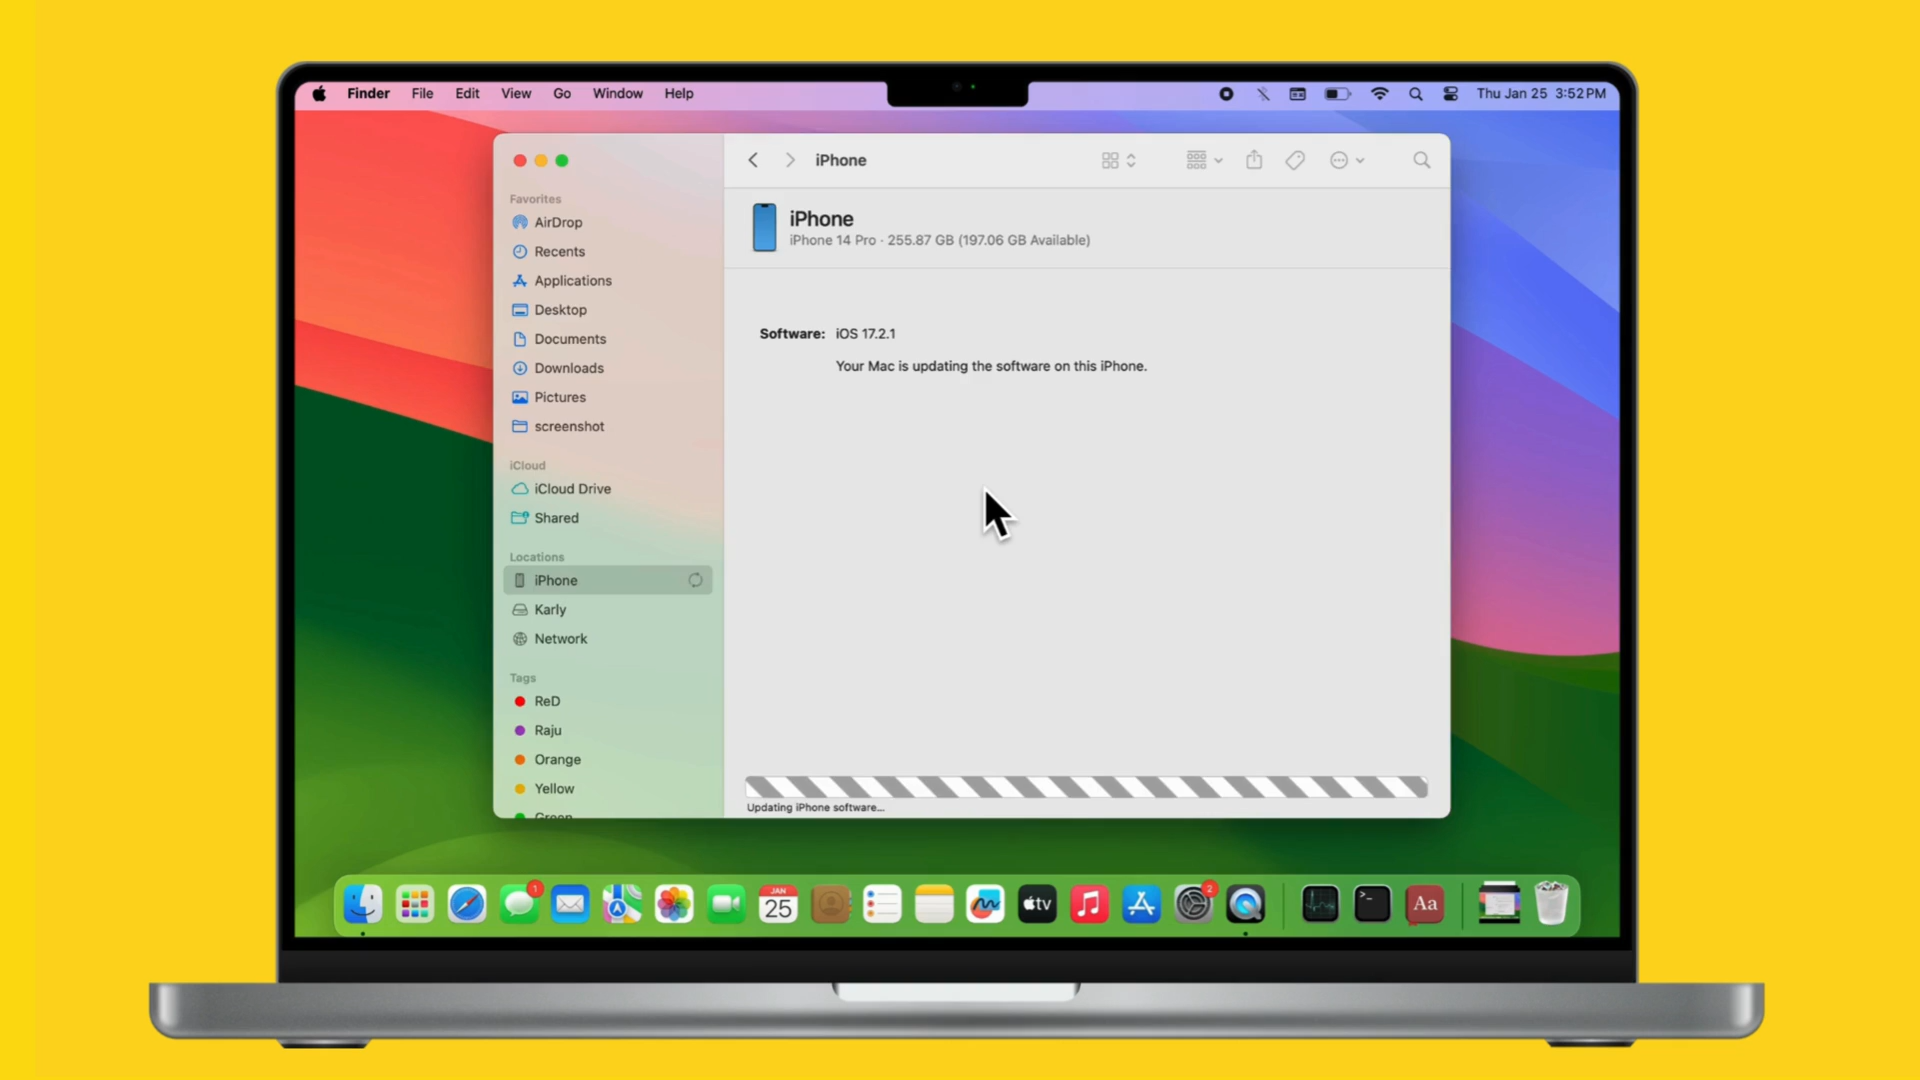 Finder File Edit View Go Window Help Thu Jan 25 3:52 PM
iPhone
Favorites
AirDrop
Recents
Applications
Desktop
Documents
Downloads
Pictures
screenshot
iCloud
iCloud Drive
Shared
Locations
iPhone
Karly
Network
Tags
ReD
Raju
Orange
Yellow
Green
iPhone
iPhone 14 Pro · 255.87 GB (197.06 GB Available)
Software: iOS 17.2.1
Your Mac is updating the software on this iPhone.
Updating iPhone software...
1
JAN
25
tv
2
>_
Aa